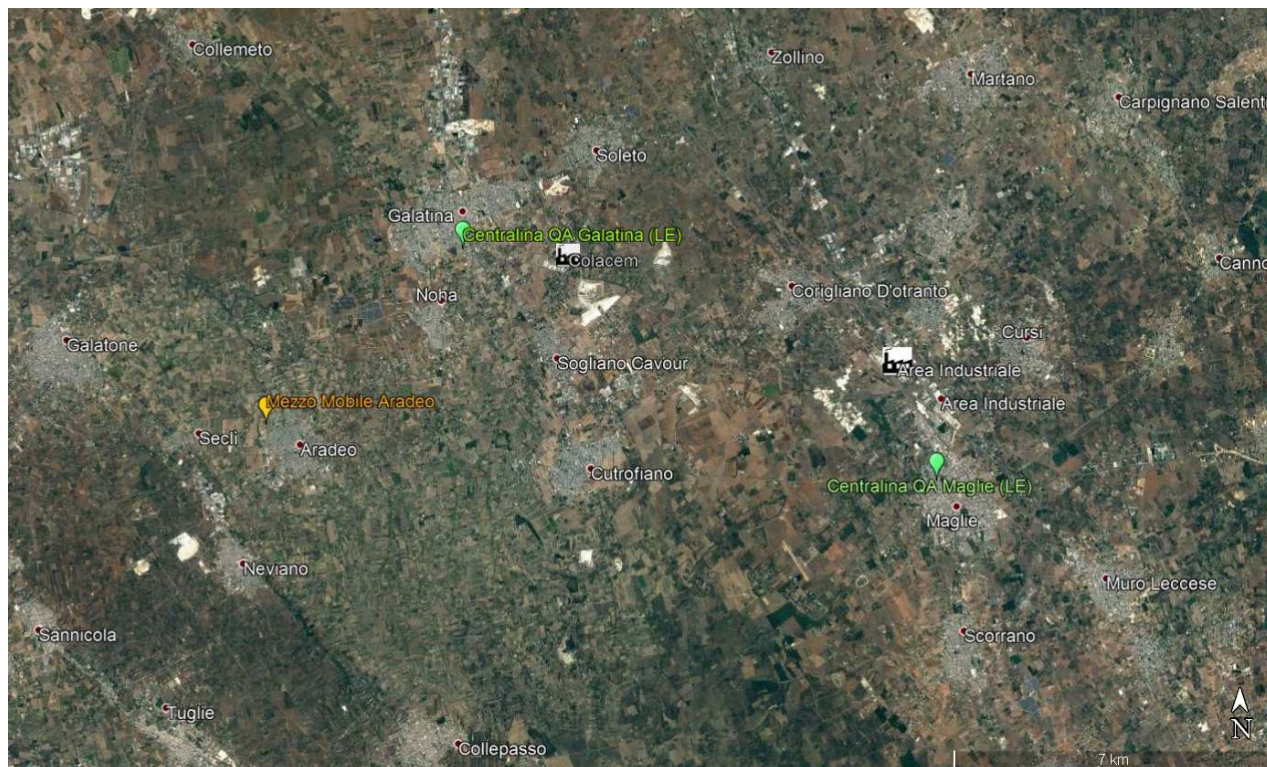 Collemeto
Zollino
Martano
Carpignano Salenti
Soleto
Galatina
Centralina QA Galatina (LE)
Colacem
Canno
Noha
Corigliano D'otranto
Cursi
Galatone
Sogliano Cavour
Area Industriale
Mezzo Mobile Aradeo
Area Industriale
Seclì
Aradeo
Cutrofiano
Centralina QA Maglie (LE)
Maglie
Neviano
Muro Leccese
Sannicola
Scorrano
Tuglie
N
Collepasso
7 km